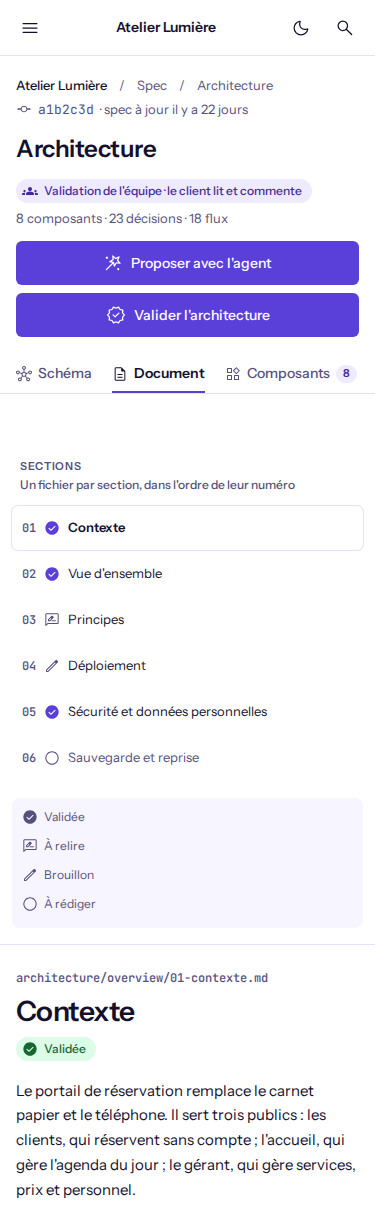 Atelier Lumière
Atelier Lumière / Spec / Architecture
a1b2c3d · spec à jour il y a 22 jours
Architecture
Validation de l'équipe · le client lit et commente
8 composants · 23 décisions · 18 flux
Proposer avec l'agent
Valider l'architecture
Schéma Document Composants 8
SECTIONS
Un fichier par section, dans l'ordre de leur numéro
01 Contexte
02 Vue d'ensemble
03 Principes
04 Déploiement
05 Sécurité et données personnelles
06 Sauvegarde et reprise
Validée
À relire
Brouillon
À rédiger
architecture/overview/01-contexte.md
Contexte
Validée
Le portail de réservation remplace le carnet
papier et le téléphone. Il sert trois publics : les
clients, qui réservent sans compte ; l'accueil, qui
gère l'agenda du jour ; le gérant, qui gère services,
prix et personnel.